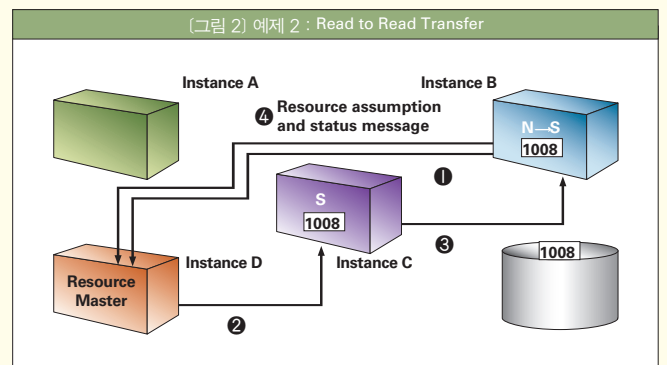 [그림 2] 예제 2 : Read to Read Transfer
Instance A
Instance B
❹ Resource assumption
and status message
N→S
1008
❶
S
1008
❸
1008
Resource
Master
Instance D
Instance C
❷